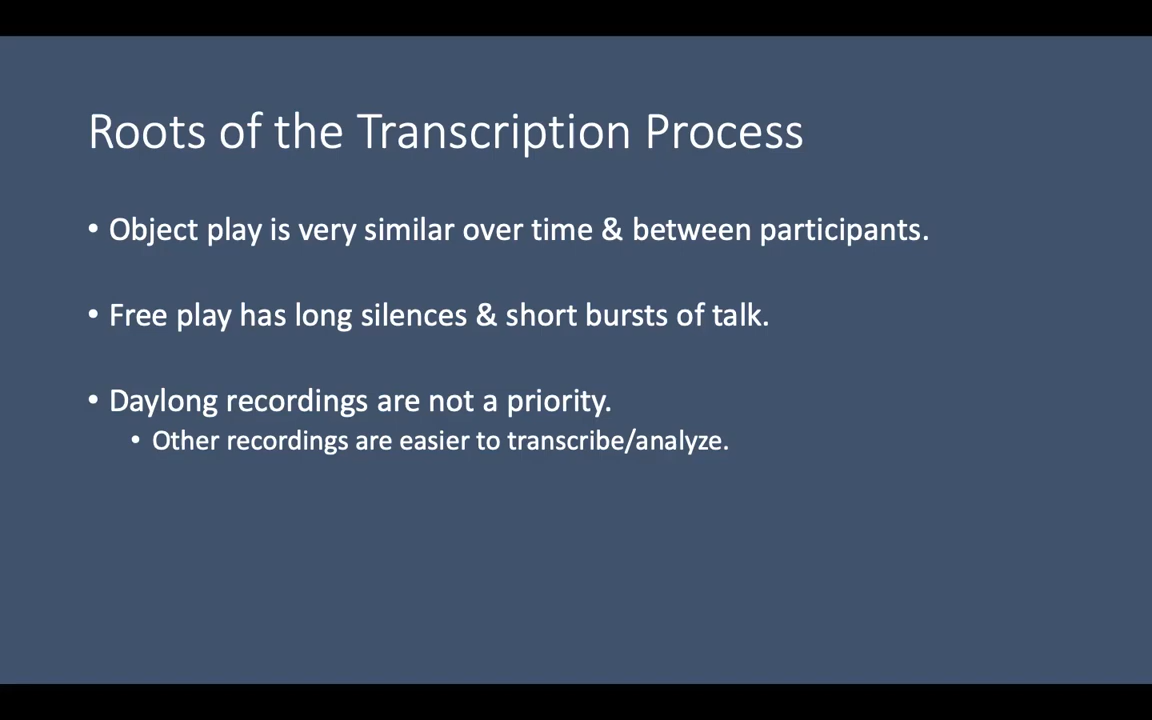 Roots of the Transcription Process
• Object play is very similar over time & between participants.
• Free play has long silences & short bursts of talk.
• Daylong recordings are not a priority.
• Other recordings are easier to transcribe/analyze.